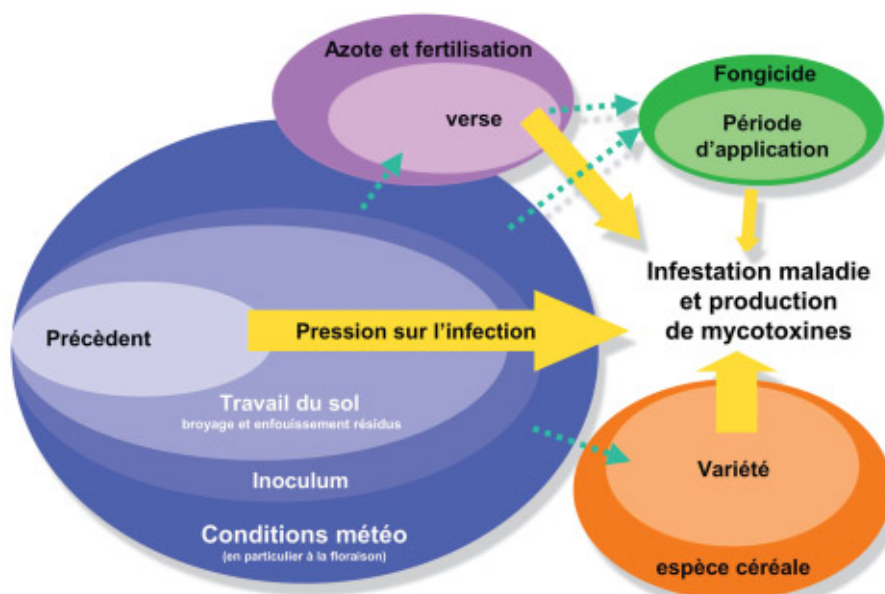 Azote et fertilisation
verse
Fongicide
Période
d'application
Infestation maladie
et production
de mycotoxines
Précèdent
Pression sur l'infection
Travail du sol
broyage et enfouissement résidus
Inoculum
Conditions météo
(en particulier à la floraison)
Variété
espèce céréale